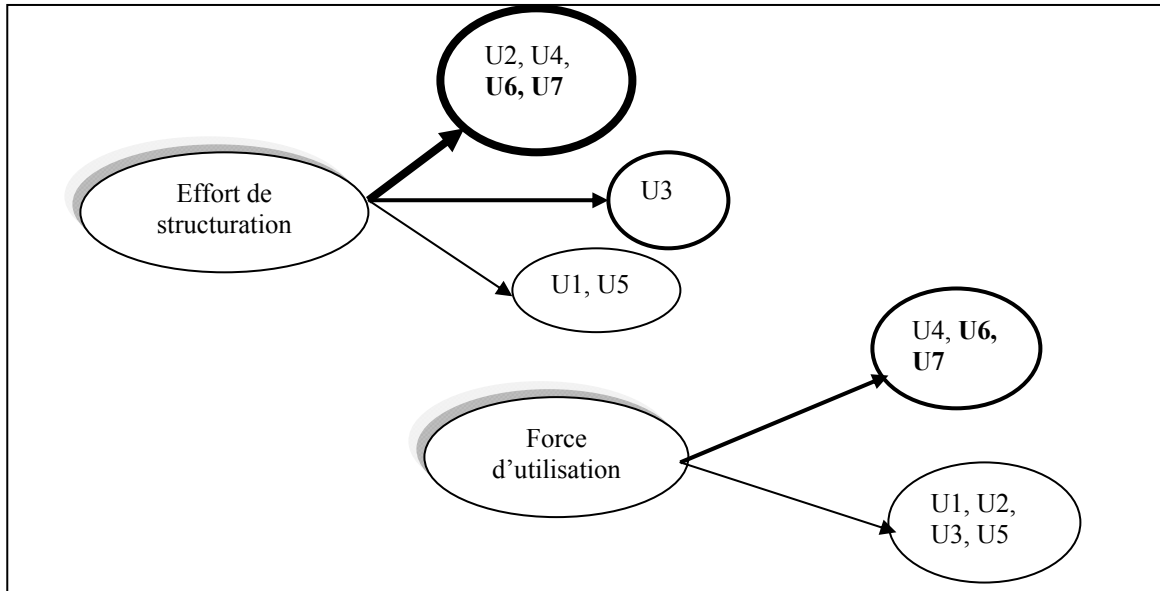 U2, U4,
U6, U7
Effort de
structuration
U3
U1, U5
U4, U6,
U7
Force
d’utilisation
U1, U2,
U3, U5